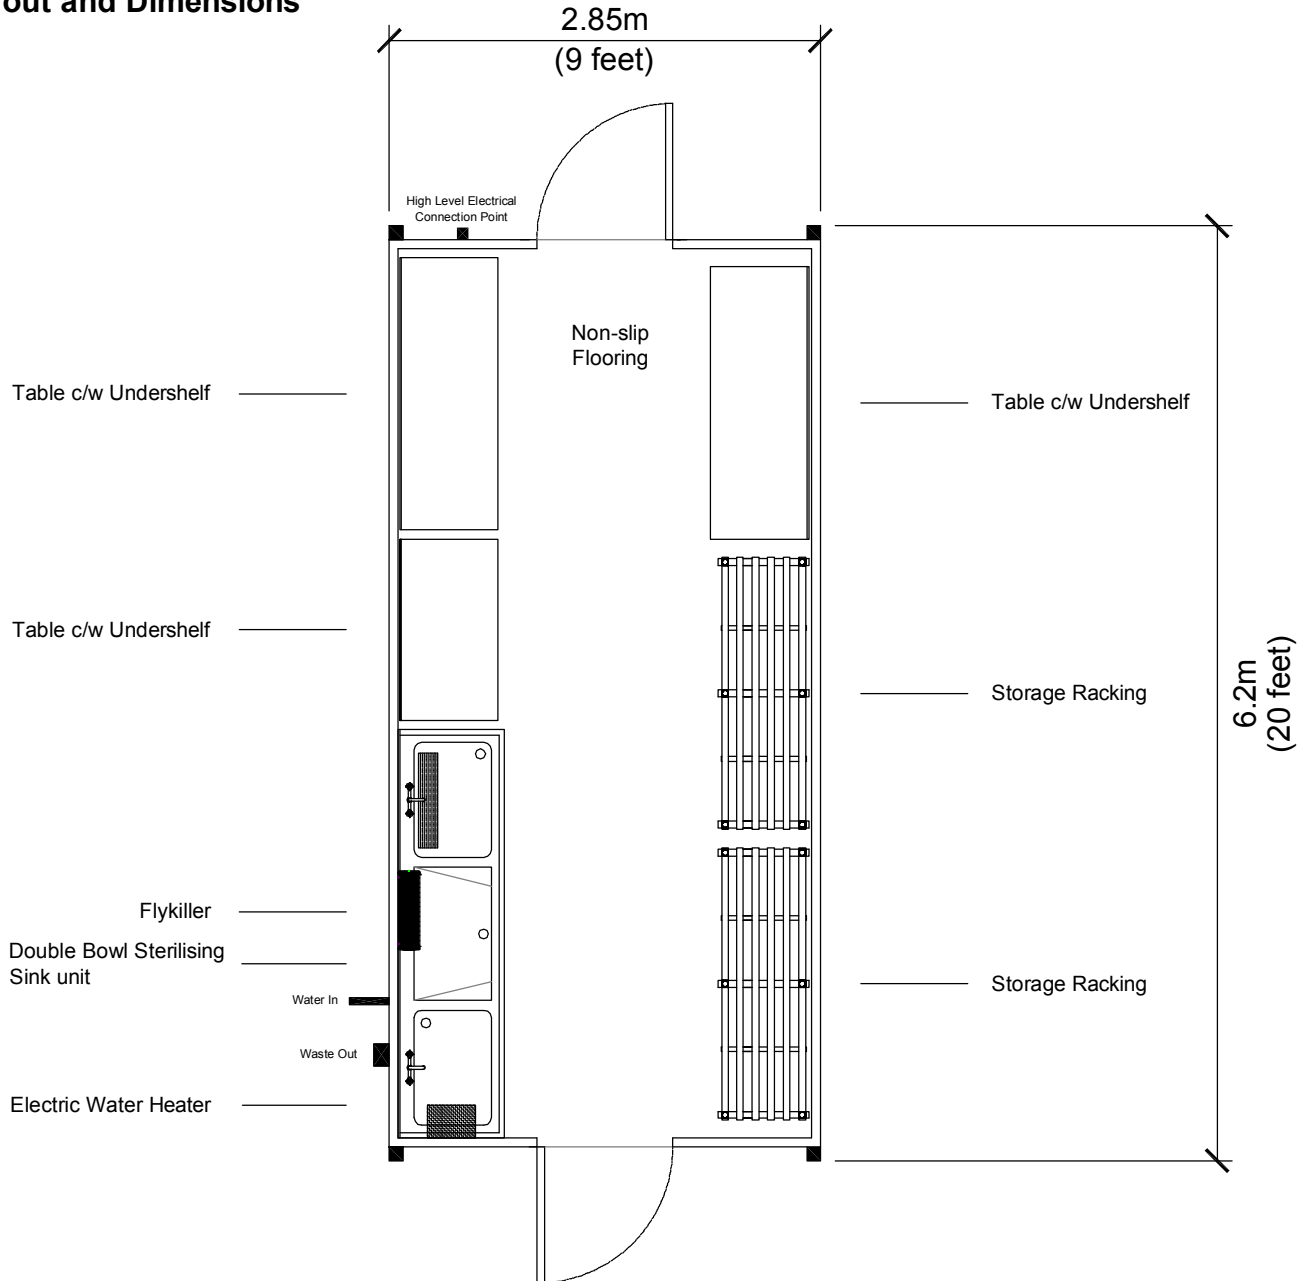 out and Dimensions
2.85m
(9 feet)
High Level Electrical
Connection Point
Non-slip
Flooring
Table c/w Undershelf
Table c/w Undershelf
Table c/w Undershelf
6.2m
(20 feet)
Storage Racking
Flykiller
Double Bowl Sterilising
Sink unit
Water In
Storage Racking
Waste Out
Electric Water Heater